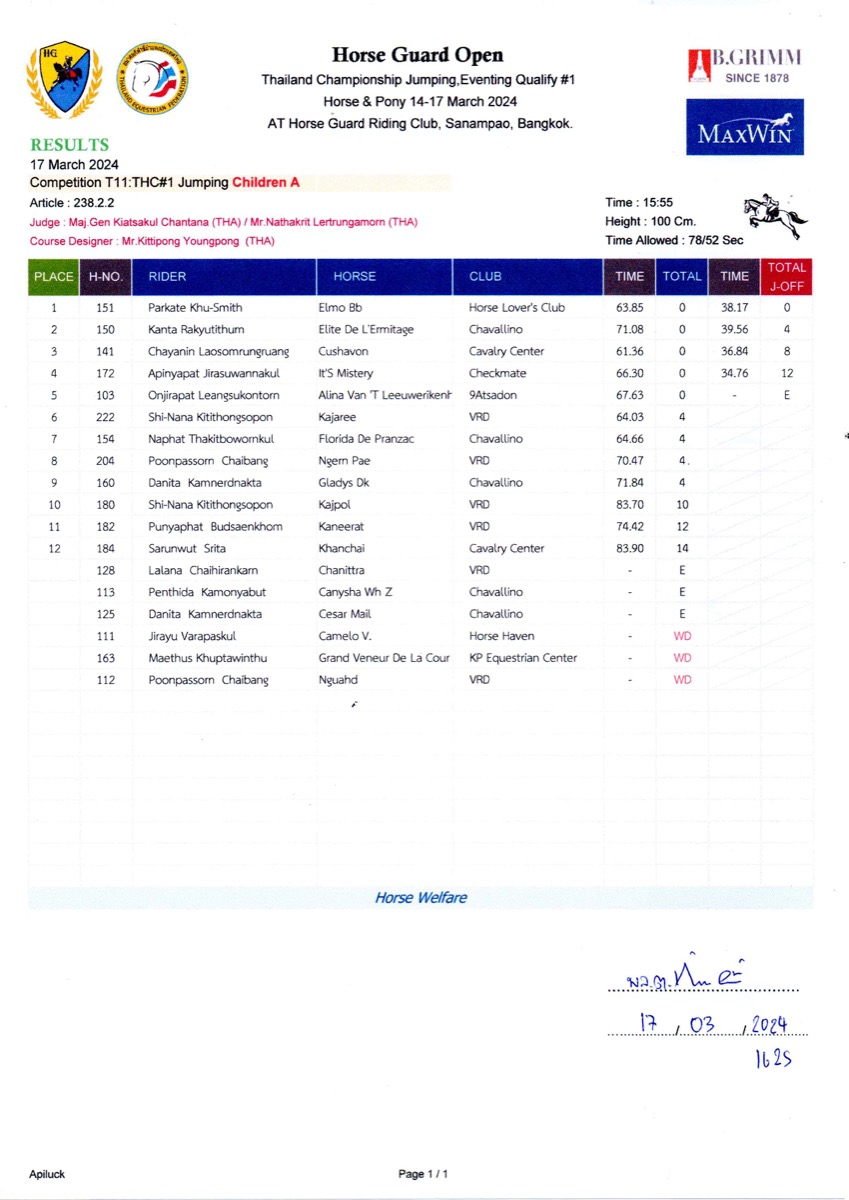 HG
THAILAND EQUESTRIAN FEDERATION
Horse Guard Open
Thailand Championship Jumping,Eventing Qualify #1
Horse & Pony 14-17 March 2024
AT Horse Guard Riding Club, Sanampao, Bangkok.
B.GRIMM
SINCE 1878
MAXWIN
RESULTS
17 March 2024
Competition T11:THC#1 Jumping Children A
Article : 238.2.2 Time : 15:55
Judge : Maj.Gen Kiatsakul Chantana (THA) / Mr.Nathakrit Lertrungamorn (THA) Height : 100 Cm.
Course Designer : Mr.Kittipong Youngpong (THA) Time Allowed : 78/52 Sec
PLACE H-NO. RIDER HORSE CLUB TIME TOTAL TIME TOTAL J-OFF
1 151 Parkate Khu-Smith Elmo Bb Horse Lover's Club 63.85 0 38.17 0
2 150 Kanta Rakyutithurn Elite De L'Ermitage Chavallino 71.08 0 39.56 4
3 141 Chayanin Laosomrungruang Cushavon Cavalry Center 61.36 0 36.84 8
4 172 Apinyapat Jirasuwannakul It'S Mistery Checkmate 66.30 0 34.76 12
5 103 Onjirapat Leangsukontorn Alina Van 'T Leeuwerikenh 9Atsadon 67.63 0 - E
6 222 Shi-Nana Kitithongsopon Kajaree VRD 64.03 4
7 154 Naphat Thakitbowornkul Florida De Pranzac Chavallino 64.66 4
8 204 Poonpassorn Chaibang Ngern Pae VRD 70.47 4.
9 160 Danita Kamnerdnakta Gladys Dk Chavallino 71.84 4
10 180 Shi-Nana Kitithongsopon Kajpol VRD 83.70 10
11 182 Punyaphat Budsaenkhom Kaneerat VRD 74.42 12
12 184 Sarunwut Srita Khanchai Cavalry Center 83.90 14
128 Lalana Chaihirankarn Chanittra VRD - E
113 Penthida Kamonyabut Canysha Wh Z Chavallino - E
125 Danita Kamnerdnakta Cesar Mail Chavallino - E
111 Jirayu Varapaskul Camelo V. Horse Haven - WD
163 Maethus Khuptawinthu Grand Veneur De La Cour KP Equestrian Center - WD
112 Poonpassorn Chaibang Nguahd VRD - WD
Horse Welfare
17 / 03 / 2024
1625
Apiluck Page 1 / 1